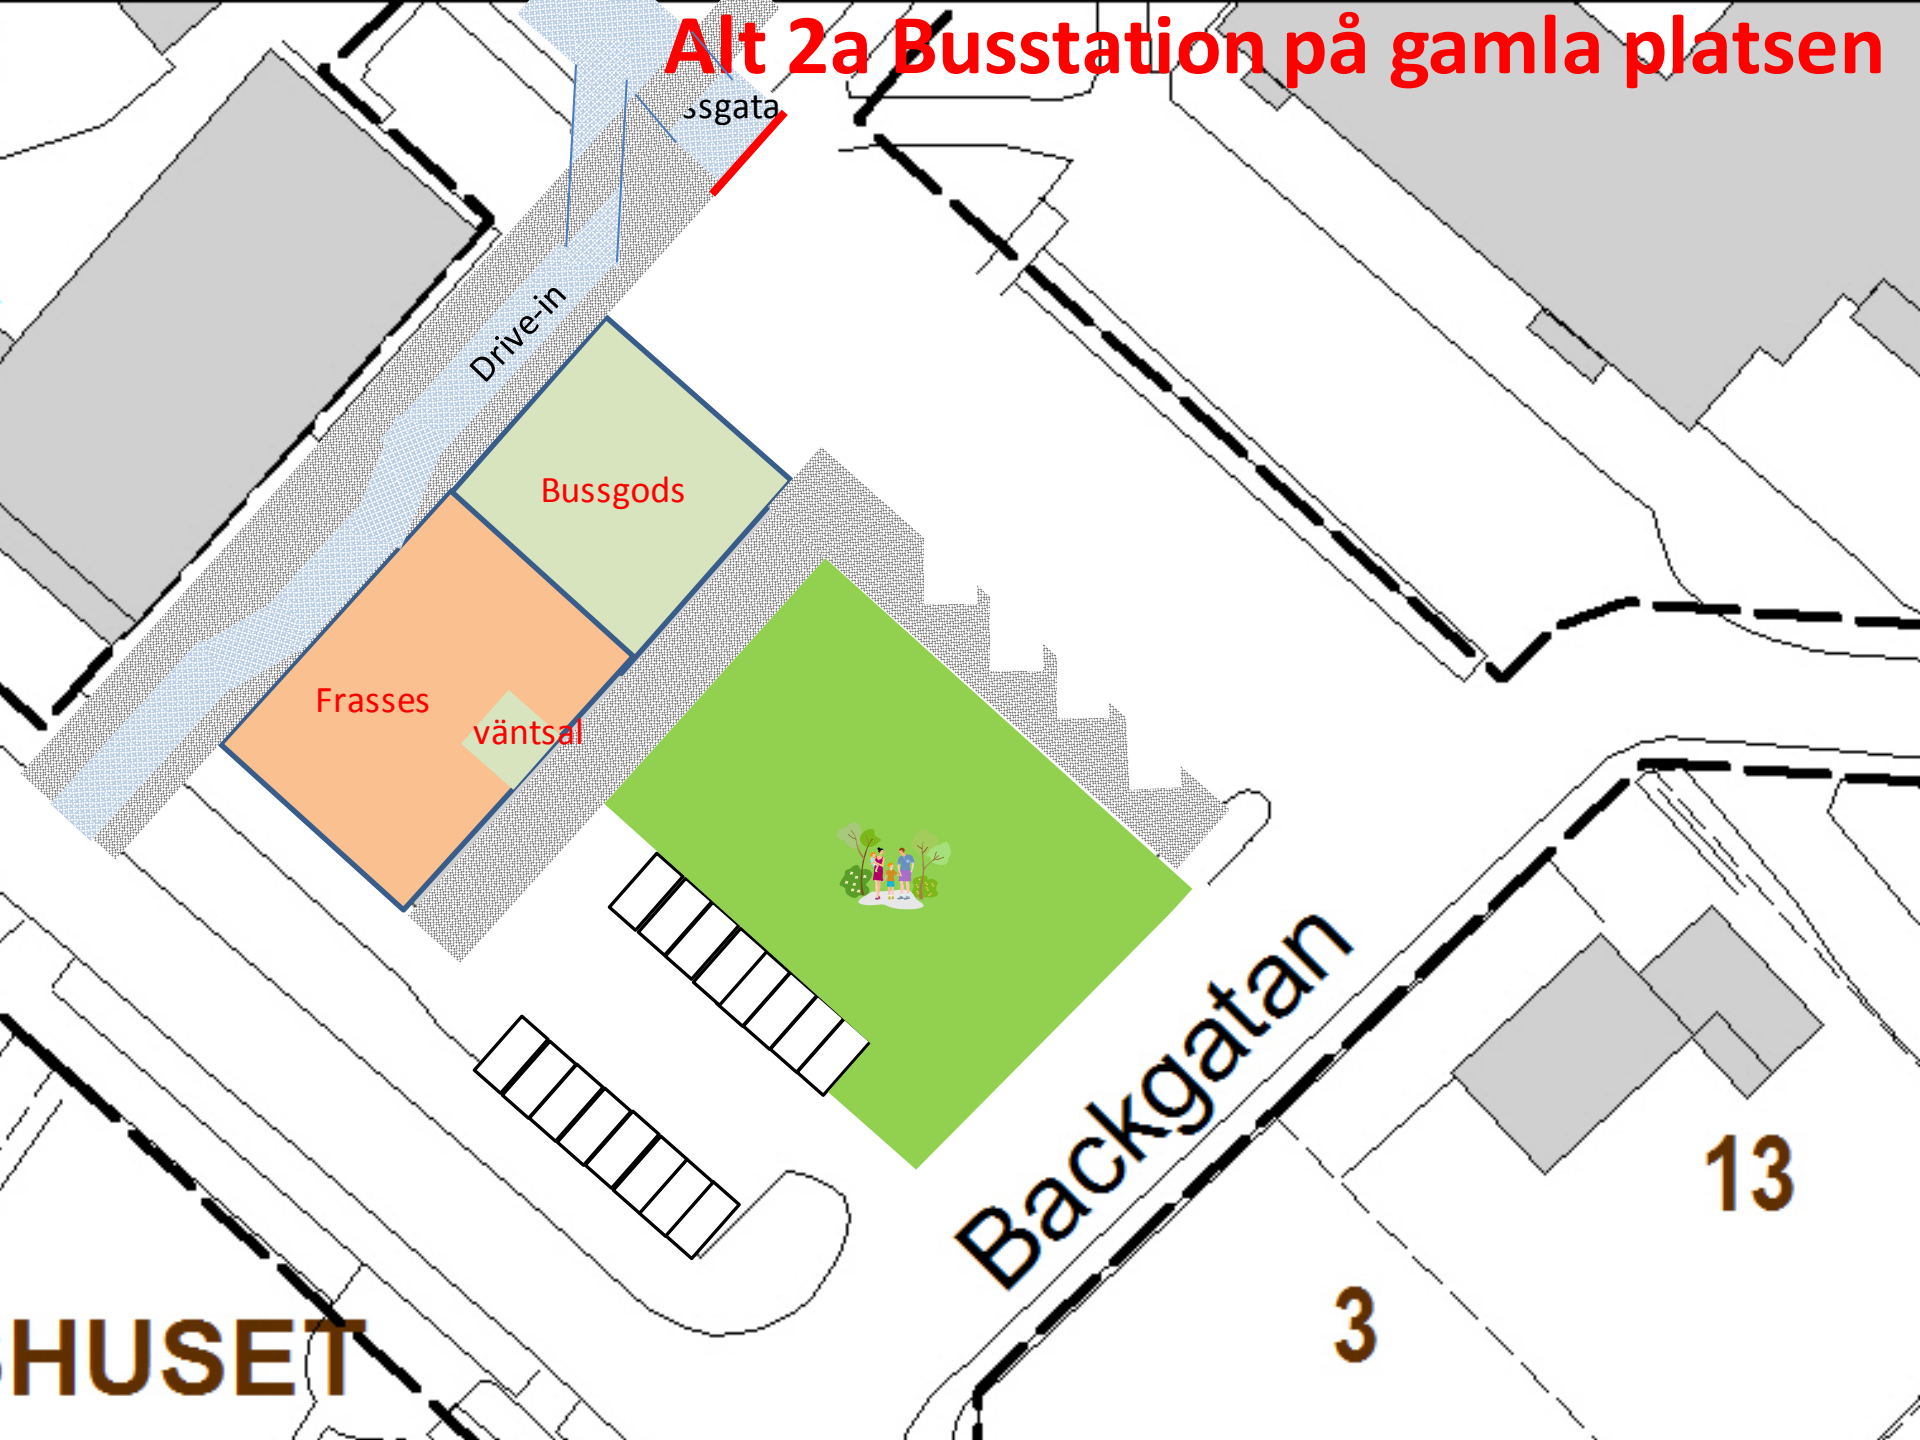 Alt 2a Busstation på gamla platsen
ssgata
Drive-in
Bussgods
Frasses
väntsal
Backgatan
13
3
HUSET